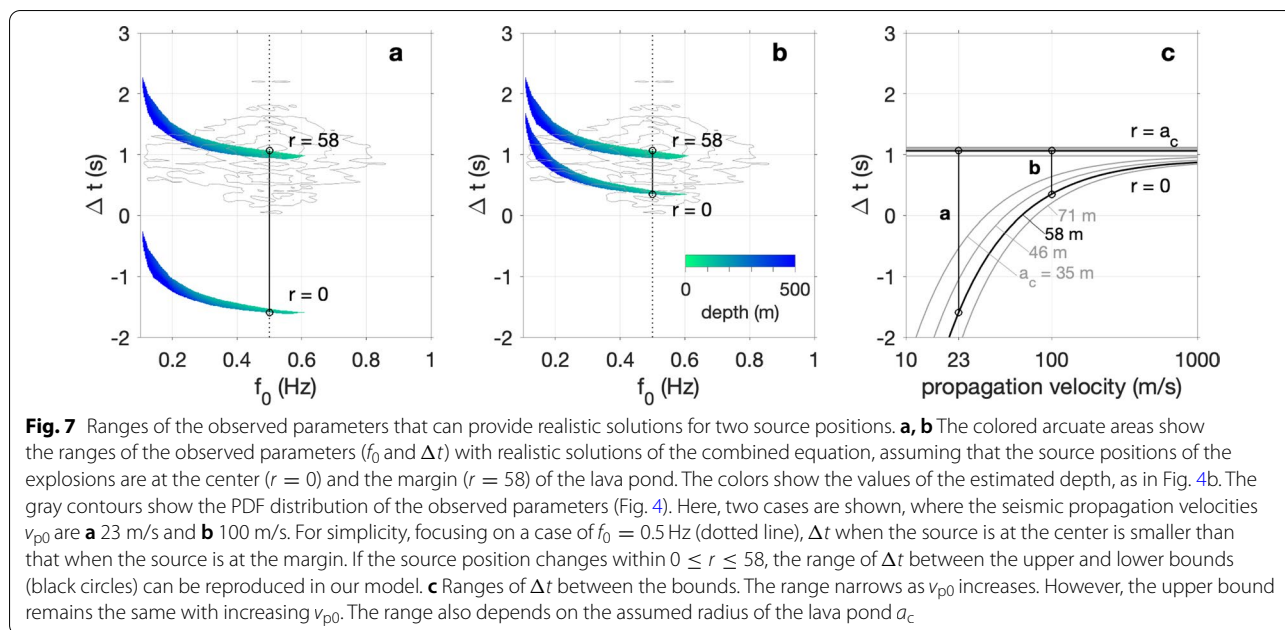 3
2
1
0
-1
-2
Δ t (s)
a
r = 58
r = 0
0.2 0.4 0.6 0.8 1
f0 (Hz)
3
2
1
0
-1
-2
Δ t (s)
b
r = 58
r = 0
0 500
depth (m)
0.2 0.4 0.6 0.8 1
f0 (Hz)
3
2
1
0
-1
-2
Δ t (s)
c
r = ac
b
r = 0
a
71 m
58 m
46 m
ac = 35 m
10 23 100 1000
propagation velocity (m/s)
Fig. 7 Ranges of the observed parameters that can provide realistic solutions for two source positions. a, b The colored arcuate areas show
the ranges of the observed parameters (f0 and Δt) with realistic solutions of the combined equation, assuming that the source positions of the
explosions are at the center (r = 0) and the margin (r = 58) of the lava pond. The colors show the values of the estimated depth, as in Fig. 4b. The
gray contours show the PDF distribution of the observed parameters (Fig. 4). Here, two cases are shown, where the seismic propagation velocities
vp0 are a 23 m/s and b 100 m/s. For simplicity, focusing on a case of f0 = 0.5 Hz (dotted line), Δt when the source is at the center is smaller than
that when the source is at the margin. If the source position changes within 0 ≤ r ≤ 58, the range of Δt between the upper and lower bounds
(black circles) can be reproduced in our model. c Ranges of Δt between the bounds. The range narrows as vp0 increases. However, the upper bound
remains the same with increasing vp0. The range also depends on the assumed radius of the lava pond ac